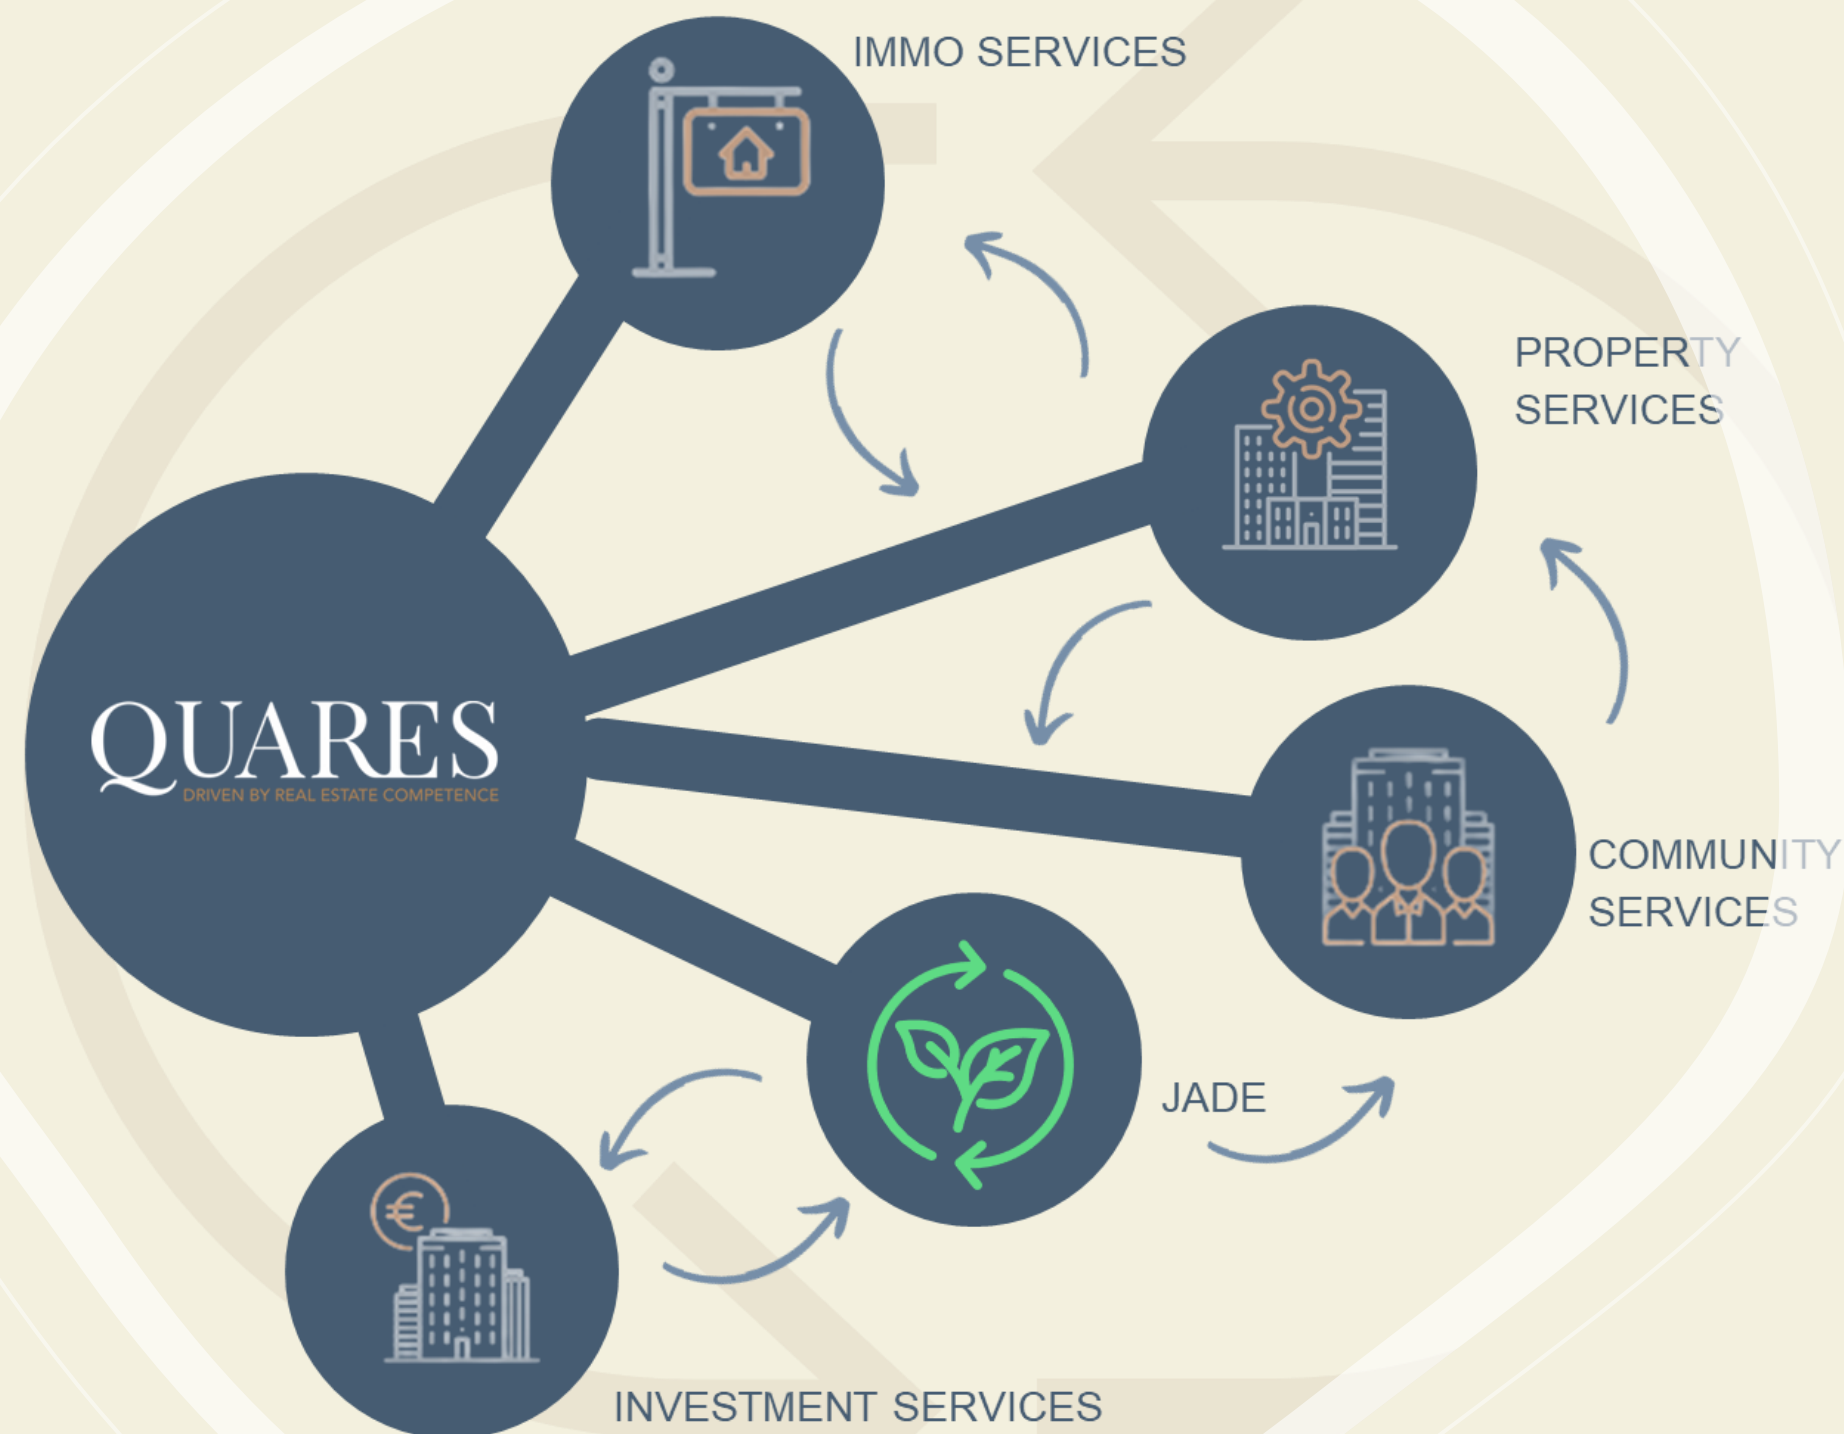 IMMO SERVICES
PROPERTY
SERVICES
QUARES
DRIVEN BY REAL ESTATE COMPETENCE
COMMUNITY
SERVICES
JADE
€
INVESTMENT SERVICES